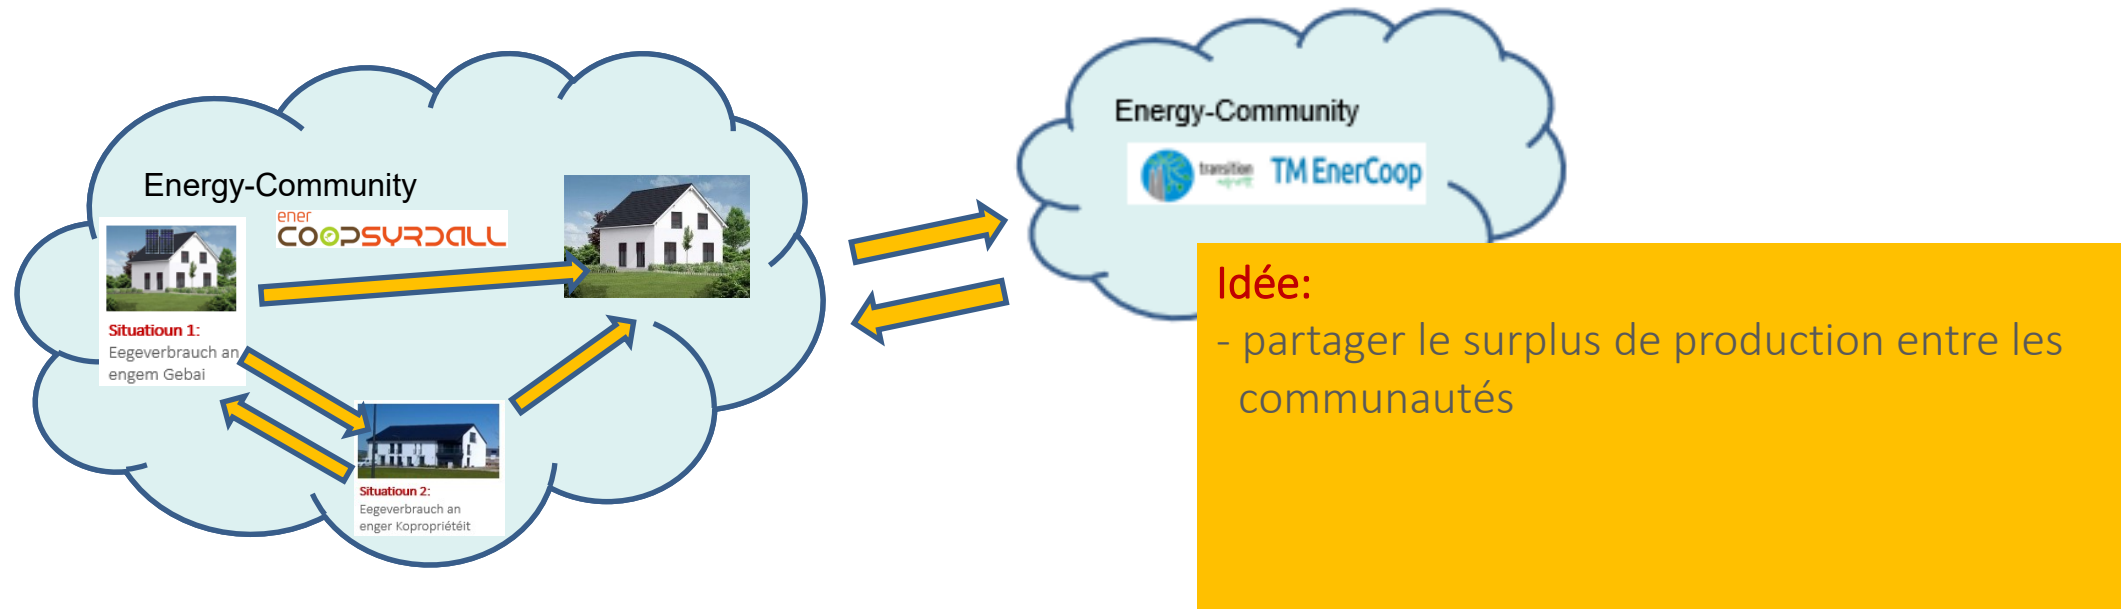 Energy-Community
ener
COOPSYRDALL
Situatioun 1:
Eegeverbrauch an
engem Gebai
Situatioun 2:
Eegeverbrauch an
enger Kopropriétéit
Energy-Community
transition
TM EnerCoop
Idée:
- partager le surplus de production entre les
communautés